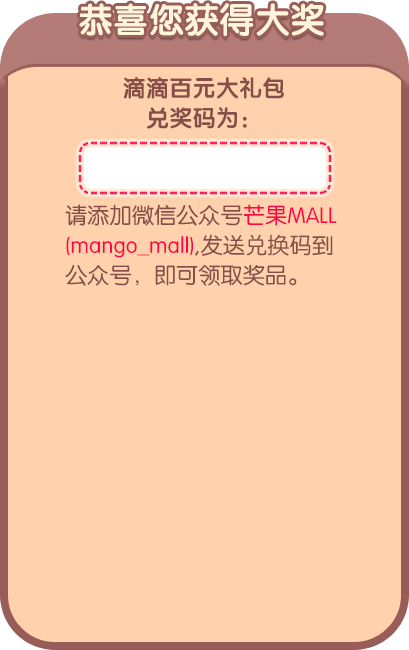 恭喜您获得大奖
滴滴百元大礼包
兑奖码为：
请添加微信公众号芒果MALL
(mango_mall),发送兑换码到
公众号，即可领取奖品。